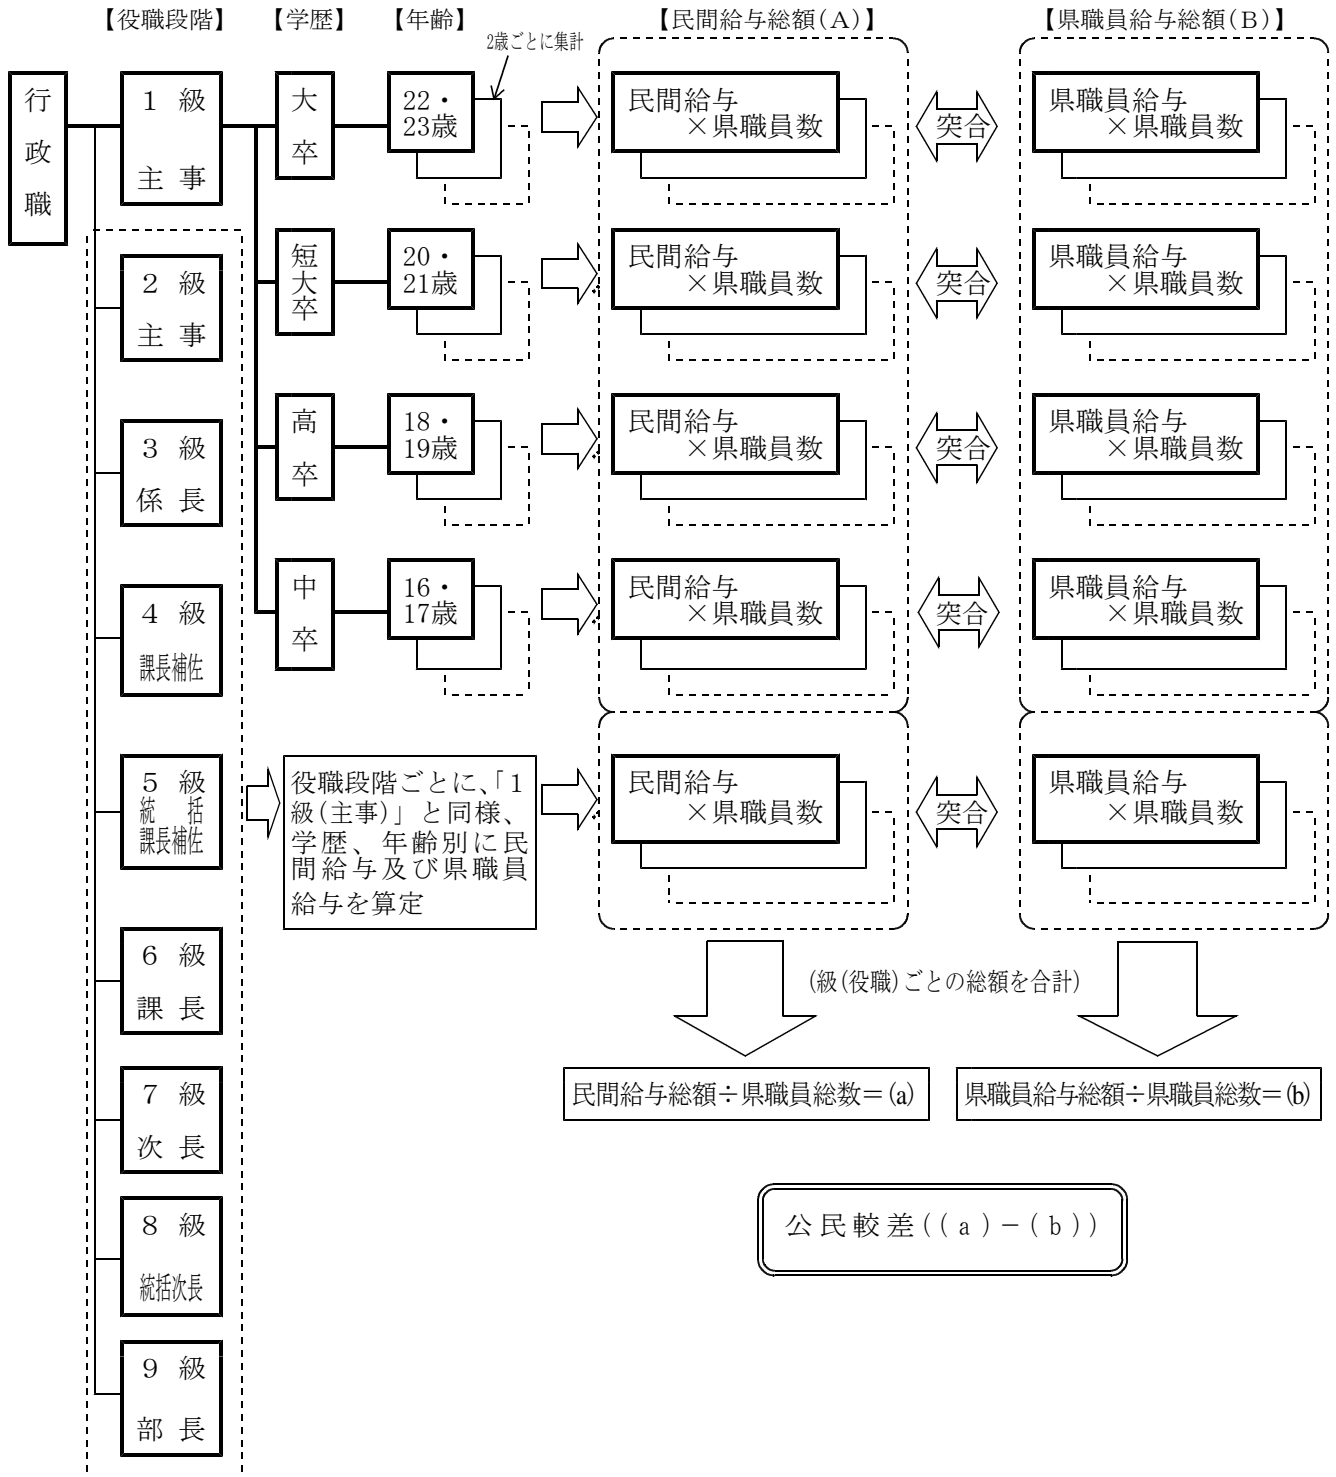 【役職段階】 【学歴】 【年齢】 【民間給与総額(A)】 【県職員給与総額(B)】
2歳ごとに集計
行政職
1 級
主 事
大卒
22・
23歳
民間給与
×県職員数
突合
県職員給与
×県職員数
短大卒
20・
21歳
民間給与
×県職員数
突合
県職員給与
×県職員数
2 級
主 事
高卒
18・
19歳
民間給与
×県職員数
突合
県職員給与
×県職員数
3 級
係 長
中卒
16・
17歳
民間給与
×県職員数
突合
県職員給与
×県職員数
4 級
課長補佐
5 級
統 括
課長補佐
役職段階ごとに、「1
級(主事)」と同様、
学歴、年齢別に民
間給与及び県職員
給与を算定
民間給与
×県職員数
突合
県職員給与
×県職員数
6 級
課 長
(級(役職)ごとの総額を合計)
7 級
次 長
民間給与総額÷県職員総数=(a)
県職員給与総額÷県職員総数=(b)
8 級
統括次長
公民較差((a)-(b))
9 級
部 長